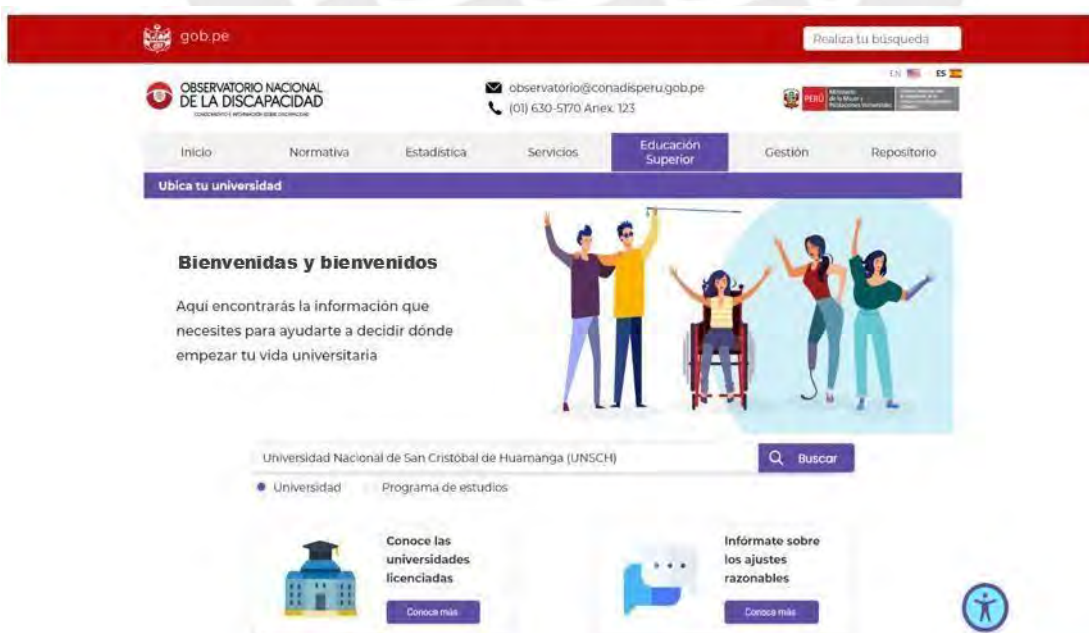 gob.pe
Realiza tu búsqueda
EN ES
OBSERVATORIO NACIONAL
DE LA DISCAPACIDAD
observatorio@conadisperu.gob.pe
(01) 630-5170 Anex. 123
PERÚ
Inicio Normativa Estadística Servicios Educación Superior Gestión Repositorio
Ubica tu universidad
Bienvenidas y bienvenidos
Aquí encontrarás la información que
necesites para ayudarte a decidir dónde
empezar tu vida universitaria
Universidad Nacional de San Cristóbal de Huamanga (UNSCH)
Buscar
Universidad Programa de estudios
Conoce las
universidades
licenciadas
Conoce más
Infórmate sobre
los ajustes
razonables
Conoce más